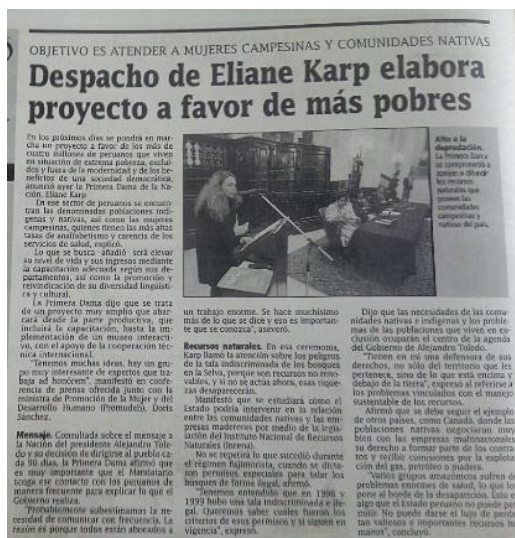 OBJETIVO ES ATENDER A MUJERES CAMPESINAS Y COMUNIDADES NATIVAS
Despacho de Eliane Karp elabora
proyecto a favor de más pobres
En los próximos días se pondrá en mar-
cha un proyecto a favor de los más de
cuatro millones de peruanos que viven
en situación de extrema pobreza, exclui-
dos y fuera de la modernidad y de los be-
neficios de una sociedad democrática,
anunció ayer la Primera Dama de la Na-
ción, Eliane Karp
En ese sector de peruanos se encuen-
tran las denominadas poblaciones indí-
genas y nativas, así como las mujeres
campesinas, quienes tienen las más altas
tasas de analfabetismo y carencia de los
servicios de salud, explicó.
Lo que se busca -añadió- será elevar
su nivel de vida y sus ingresos mediante
la capacitación adecuada según sus de-
partamentos, así como la promoción y
reivindicación de su diversidad lingüísti-
ca y cultural.
La Primera Dama dijo que se trata
de un proyecto muy amplio que abar-
cará desde la parte productiva, que
incluirá la capacitación, hasta la im-
plementación de un museo interacti-
vo, con el apoyo de la cooperación téc-
nica internacional.
"Tenemos muchas ideas, hay un gru-
po muy interesante de expertos que tra-
baja ad honórem", manifestó en confe-
rencia de prensa ofrecida junto con la
ministra de Promoción de la Mujer y del
Desarrollo Humano (Promudeh), Doris
Sánchez.
Mensaje. Consultada sobre el mensaje a
la Nación del presidente Alejandro Tole-
do y su decisión de dirigirse al pueblo ca-
da 90 días, la Primera Dama afirmó que
es muy importante que el Mandatario
tenga ese contacto con los peruanos de
manera frecuente para explicar lo que el
Gobierno realiza.
"Probablemente subestimamos la ne-
cesidad de comunicar con frecuencia. La
razón es porque todos están abocados a
Alto a la
depredación.
La Primera Dama
se comprometió a
apoyar a difundir
los recursos
naturales que
poseen las
comunidades
campesinas y
nativas del país.
un trabajo enorme. Se hace muchísimo
más de lo que se dice y eso es importan-
te que se conozca", aseveró.
Recursos naturales. En esa ceremonia,
Karp llamó la atención sobre los peligros
de la tala indiscriminada de los bosques
en la Selva, porque son recursos no reno-
vables, y si no se actúa ahora, esas rique-
zas desaparecerán.
Manifestó que se estudiará cómo el
Estado podría intervenir en la relación
entre las comunidades nativas y las em-
presas madereras por medio de la legis-
lación del Instituto Nacional de Recursos
Naturales (Inrena).
No se repetirá lo que sucedió durante
el régimen fujimorista, cuando se dicta-
ron permisos especiales para talar los
bosques de forma ilegal, afirmó.
"Tenemos entendido que en 1998 y
1999 hubo una tala indiscriminada e ile-
gal. Queremos saber cuáles fueron los
criterios de esos permisos y si siguen en
vigencia", expresó.
Dijo que las necesidades de las comu-
nidades nativas e indígenas y los proble-
mas de las poblaciones que viven en ex-
clusión ocuparán el centro de la agenda
del Gobierno de Alejandro Toledo.
"Tienen en mí una defensora de sus
derechos, no sólo del territorio que les
pertenece, sino de lo que está encima y
debajo de la tierra", expresó al referirse a
los problemas vinculados con el manejo
sustentable de los recursos.
Afirmó que se debe seguir el ejemplo
de otros países, como Canadá, donde las
poblaciones nativas negociaron muy
bien con las empresas multinacionales
su derecho a formar parte de los contra-
tos y recibir comisiones por la explota-
ción del gas, petróleo o madera.
"Varios grupos amazónicos sufren de
problemas enormes de salud, lo que los
pone al borde de la desaparición. Esto es
algo que el Estado peruano no puede per-
mitir. No puede darse el lujo de perder
tan valiosos e importantes recursos hu-
manos", concluyó.